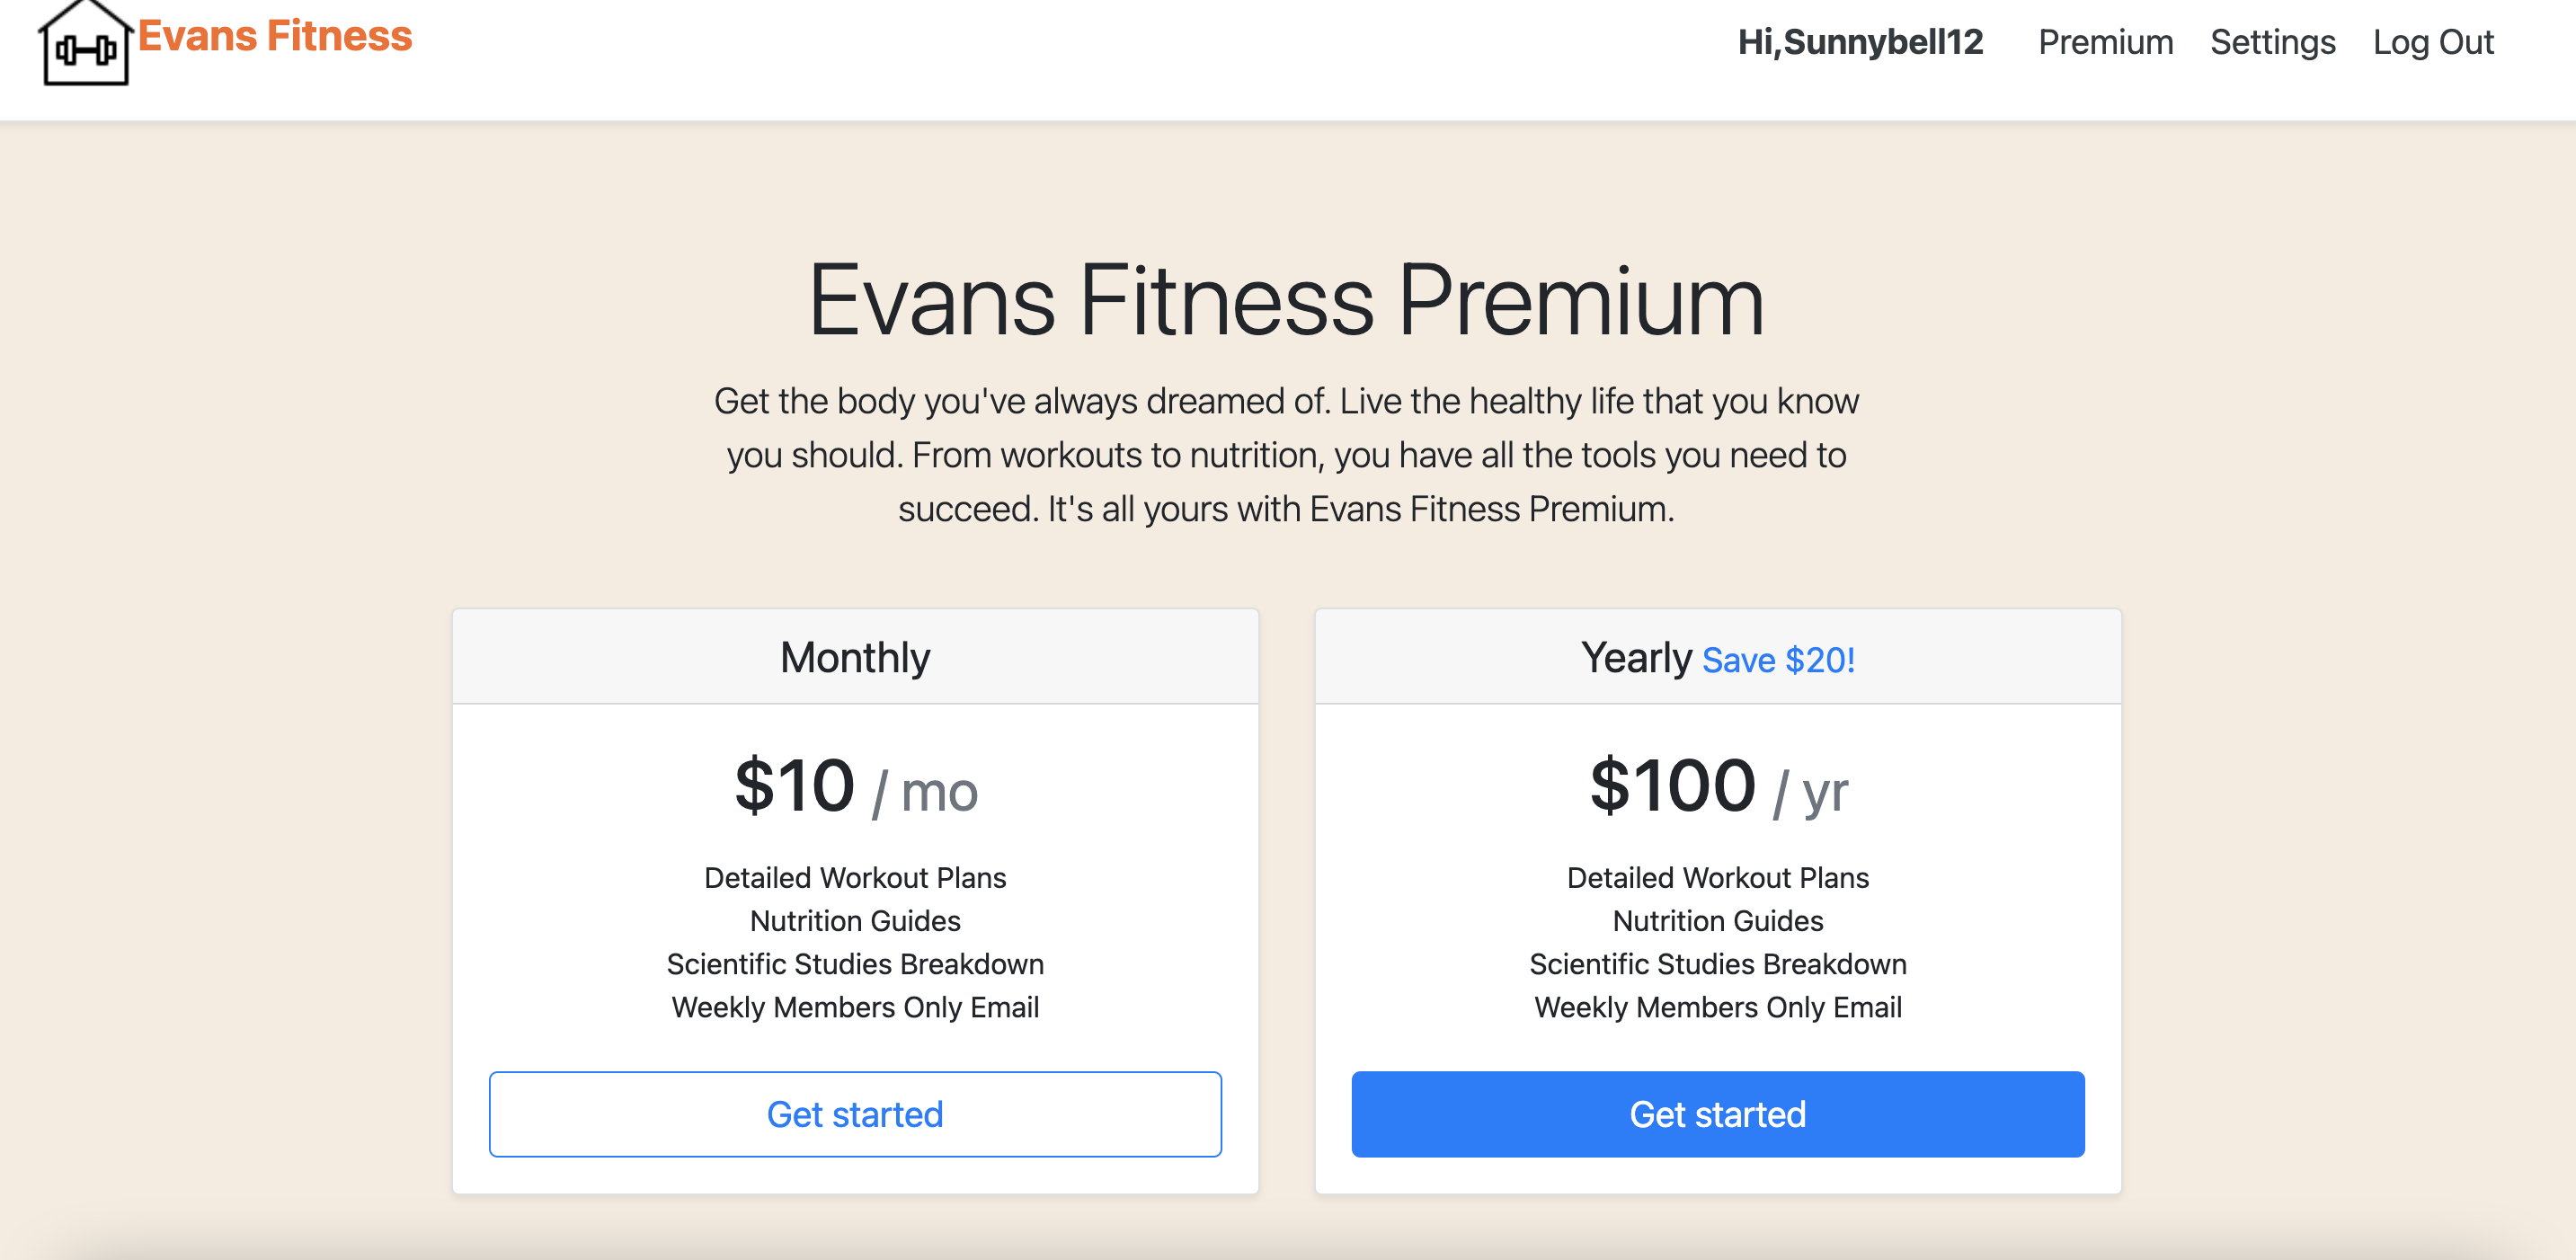 Evans Fitness
Hi,Sunnybell12 Premium Settings Log Out
Evans Fitness Premium
Get the body you've always dreamed of. Live the healthy life that you know
you should. From workouts to nutrition, you have all the tools you need to
succeed. It's all yours with Evans Fitness Premium.
Monthly
$10 / mo
Detailed Workout Plans
Nutrition Guides
Scientific Studies Breakdown
Weekly Members Only Email
Get started
Yearly Save $20!
$100 / yr
Detailed Workout Plans
Nutrition Guides
Scientific Studies Breakdown
Weekly Members Only Email
Get started